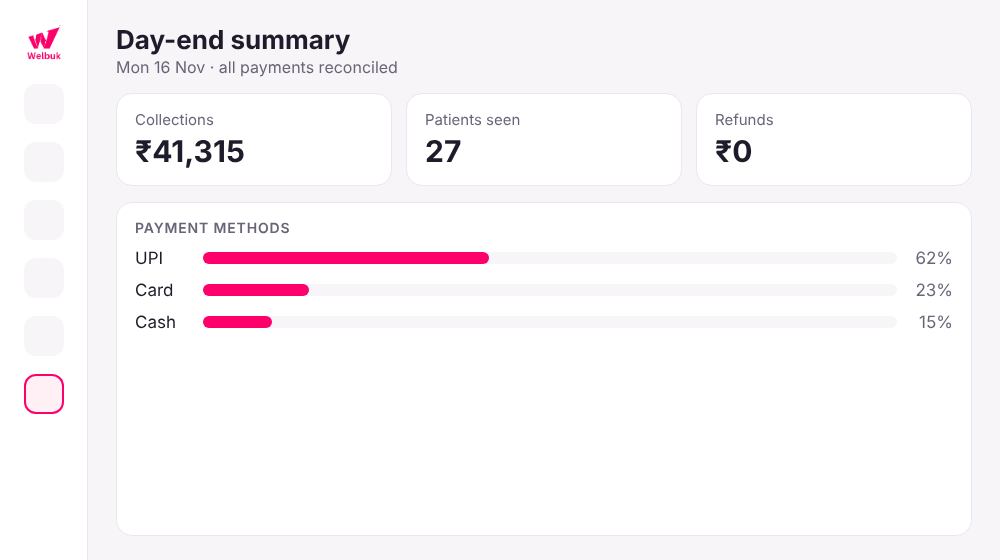 Welbuk
Day-end summary
Mon 16 Nov · all payments reconciled
Collections
₹41,315
Patients seen
27
Refunds
₹0
PAYMENT METHODS
UPI 62%
Card 23%
Cash 15%